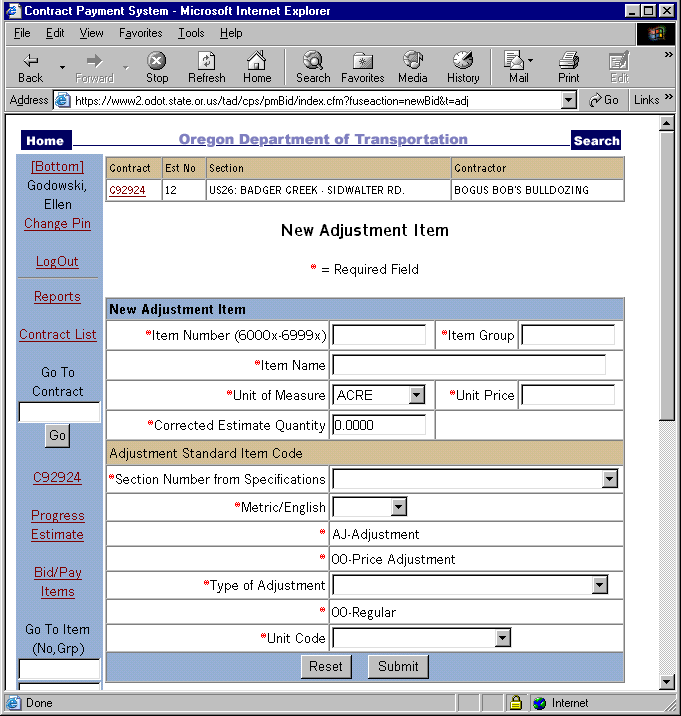 Contract Payment System - Microsoft Internet Explorer
File Edit View Favorites Tools Help
Back Forward Stop Refresh Home Search Favorites Media History Mail Print Edit »
Address https://www2.odot.state.or.us/tad/cps/pmBid/index.cfm?fuseaction=newBid&t=adj Go Links »
Home Oregon Department of Transportation Search
[Bottom]
Godowski,
Ellen
Change Pin
LogOut
Reports
Contract List
Go To
Contract
Go
C92924
Progress
Estimate
Bid/Pay
Items
Go To Item
(No,Grp)
Contract Est No Section Contractor
C92924 12 US26: BADGER CREEK - SIDWALTER RD. BOGUS BOB'S BULLDOZING
New Adjustment Item
* = Required Field
New Adjustment Item
*Item Number (6000x-6999x) *Item Group
*Item Name
*Unit of Measure ACRE *Unit Price
*Corrected Estimate Quantity 0.0000
Adjustment Standard Item Code
*Section Number from Specifications
*Metric/English
* AJ-Adjustment
* 00-Price Adjustment
*Type of Adjustment
* 00-Regular
*Unit Code
Reset Submit
Done Internet